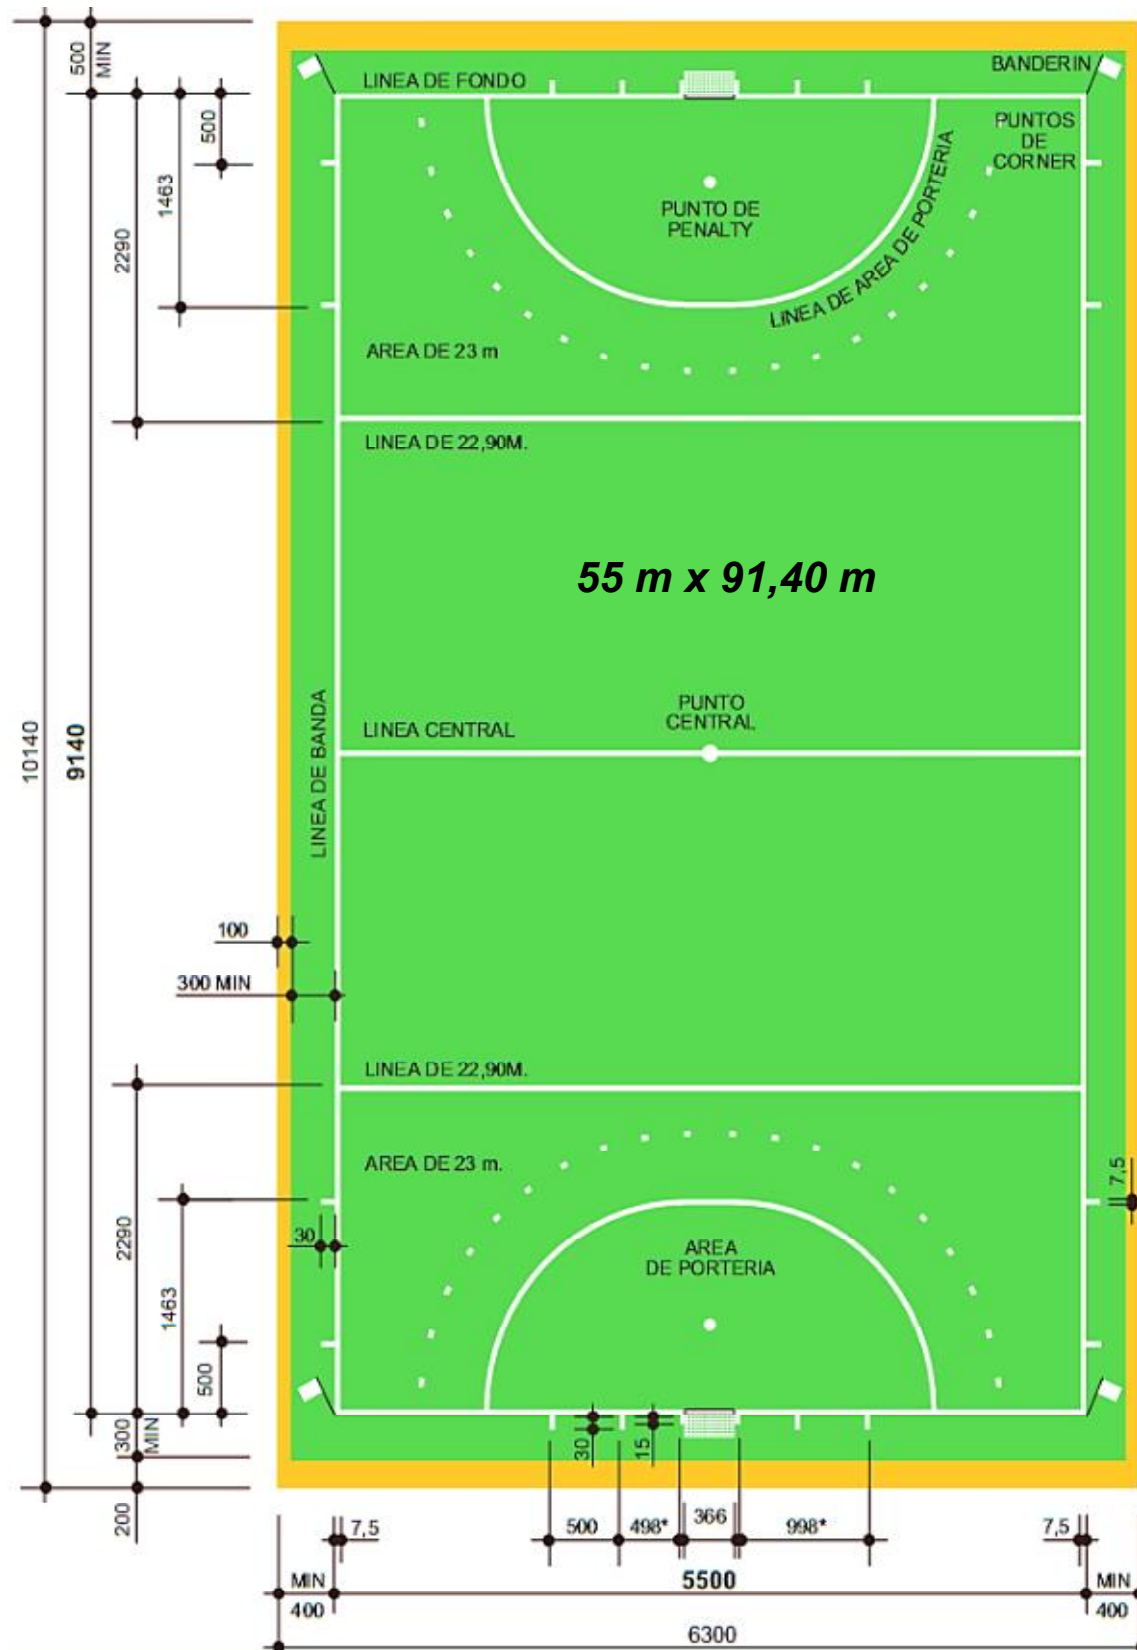 500
MIN
LINEA DE FONDO
BANDERIN
500
PUNTOS
DE
CORNER
1463
PUNTO DE
PENALTY
LINEA DE AREA DE PORTERIA
2290
AREA DE 23 m
LINEA DE 22,90M.
55 m x 91,40 m
10140
9140
LINEA DE BANDA
LINEA CENTRAL
PUNTO
CENTRAL
100
300 MIN
LINEA DE 22,90M.
AREA DE 23 m.
7,5
2290
30
AREA
DE PORTERIA
1463
500
300
MIN
30
15
200
7,5
500
498*
366
998*
7,5
MIN
400
5500
MIN
400
6300